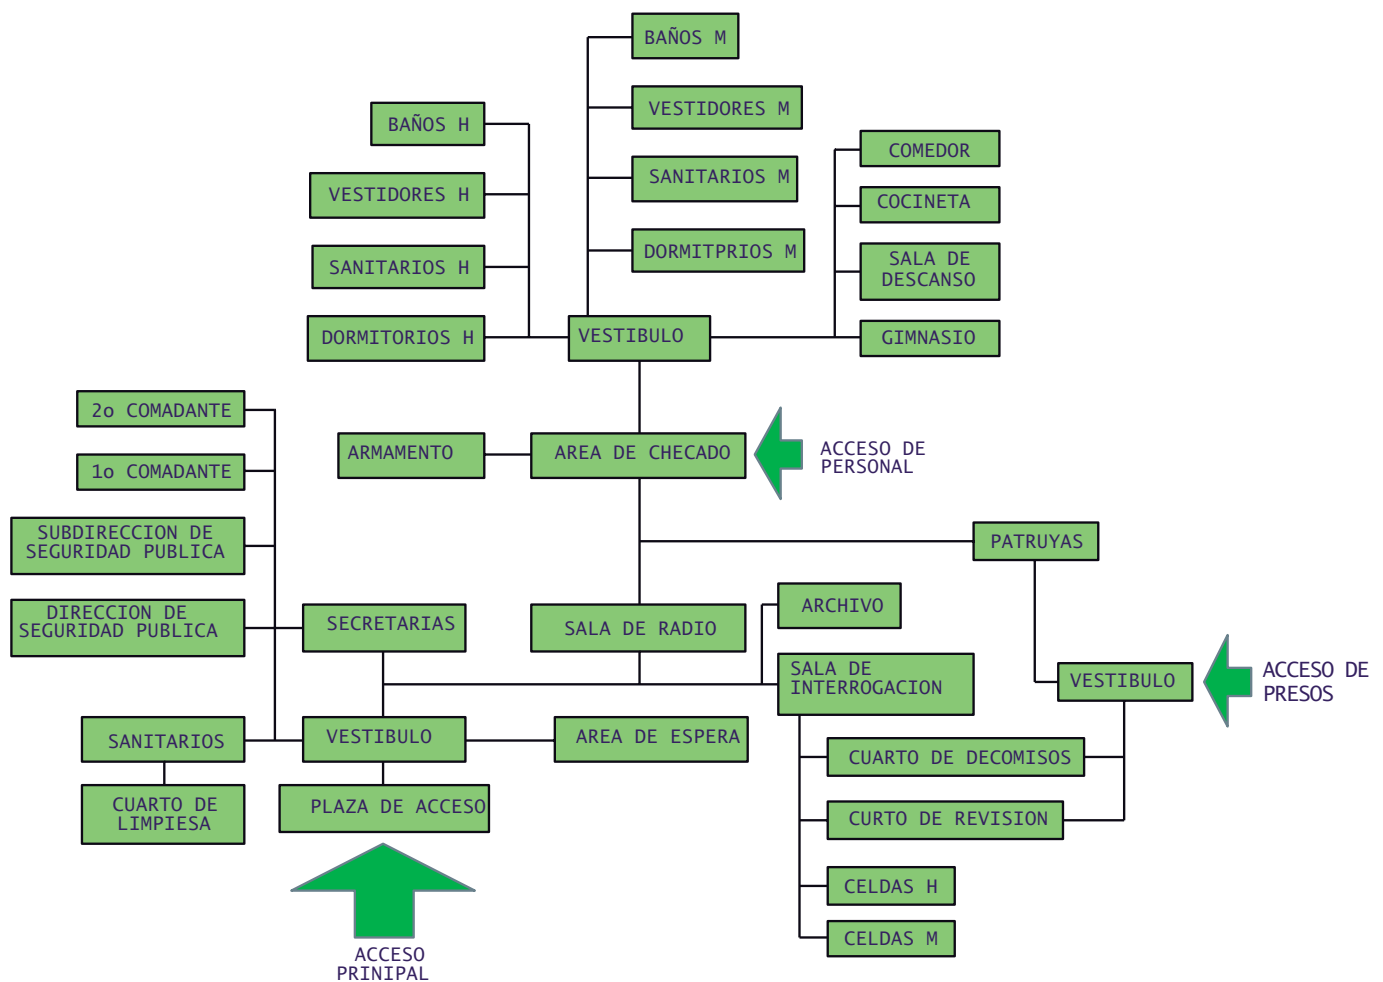 BAÑOS M
VESTIDORES M
BAÑOS H
COMEDOR
SANITARIOS M
VESTIDORES H
COCINETA
DORMITPRIOS M
SANITARIOS H
SALA DE
DESCANSO
DORMITORIOS H
VESTIBULO
GIMNASIO
2o COMADANTE
ARMAMENTO
AREA DE CHECADO
ACCESO DE
PERSONAL
1o COMADANTE
SUBDIRECCION DE
SEGURIDAD PUBLICA
PATRUYAS
DIRECCION DE
SEGURIDAD PUBLICA
SECRETARIAS
SALA DE RADIO
ARCHIVO
SALA DE
INTERROGACION
VESTIBULO
ACCESO DE
PRESOS
SANITARIOS
VESTIBULO
AREA DE ESPERA
CUARTO DE DECOMISOS
CUARTO DE
LIMPIESA
PLAZA DE ACCESO
CURTO DE REVISION
CELDAS H
CELDAS M
ACCESO
PRINIPAL